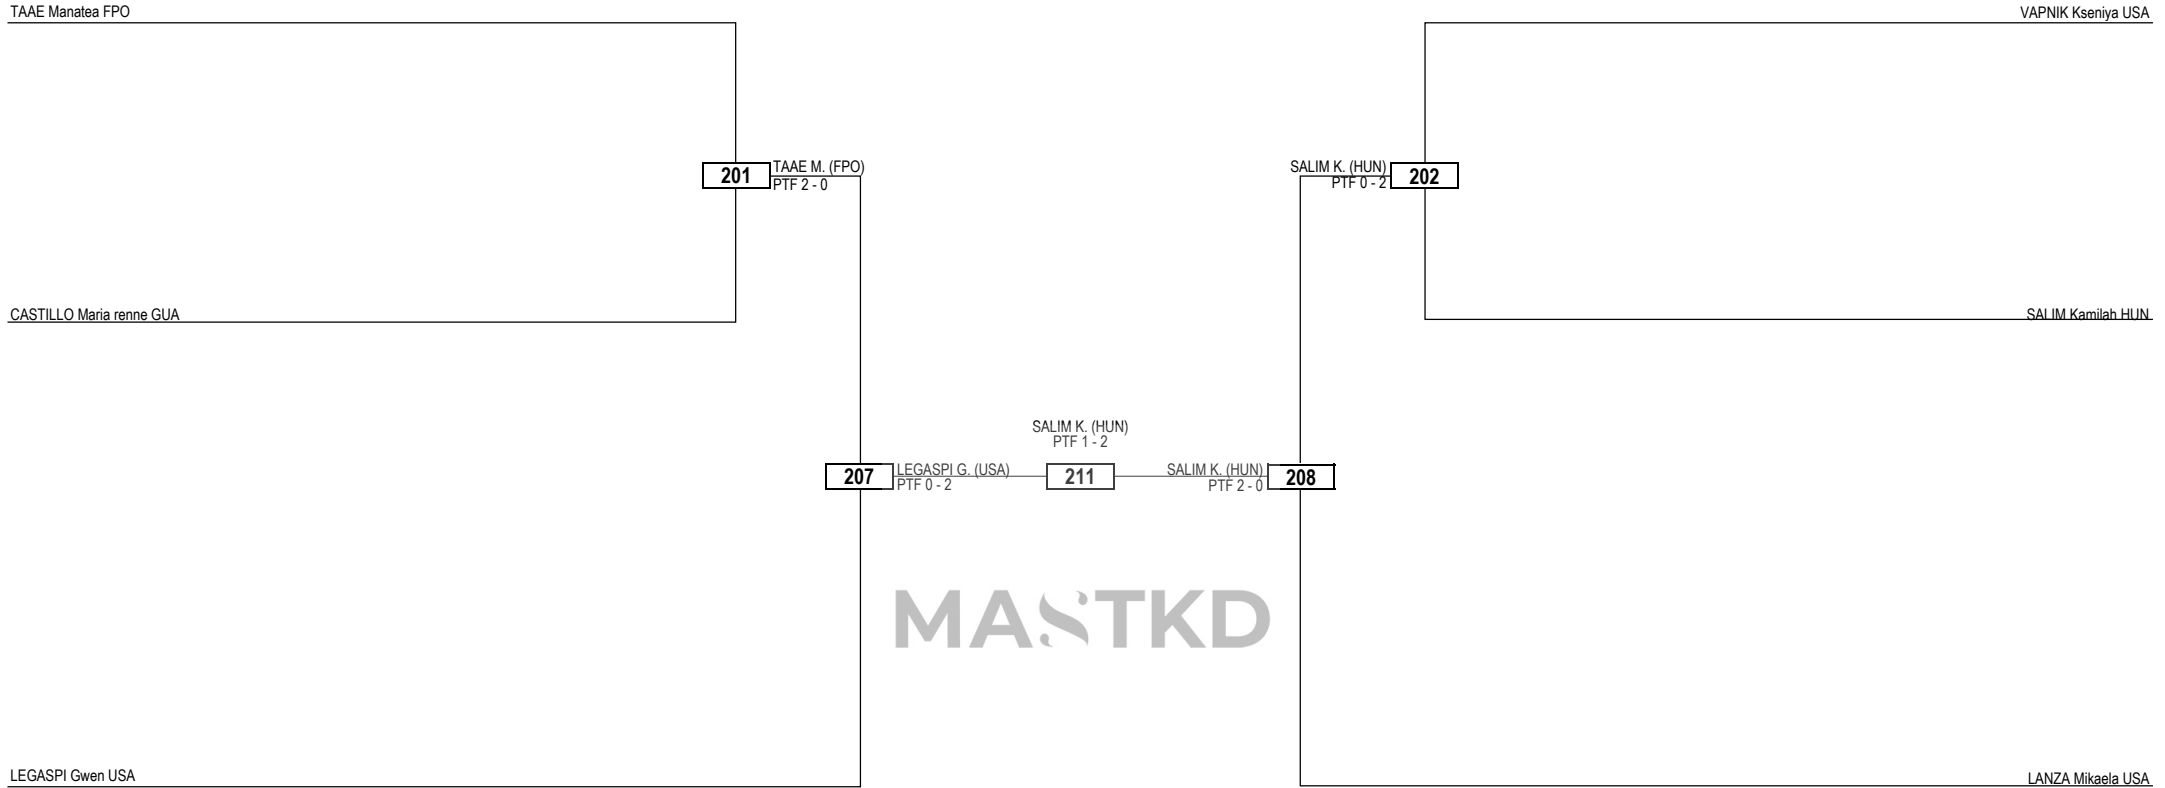 TAAE Manatea FPO
VAPNIK Kseniya USA
201
TAAE M. (FPO)
PTF 2 - 0
SALIM K. (HUN)
PTF 0 - 2
202
CASTILLO Maria renne GUA
SALIM Kamilah HUN
SALIM K. (HUN)
PTF 1 - 2
207
LEGASPI G. (USA)
PTF 0 - 2
211
SALIM K. (HUN)
PTF 2 - 0
208
MASTKD
LEGASPI Gwen USA
LANZA Mikaela USA